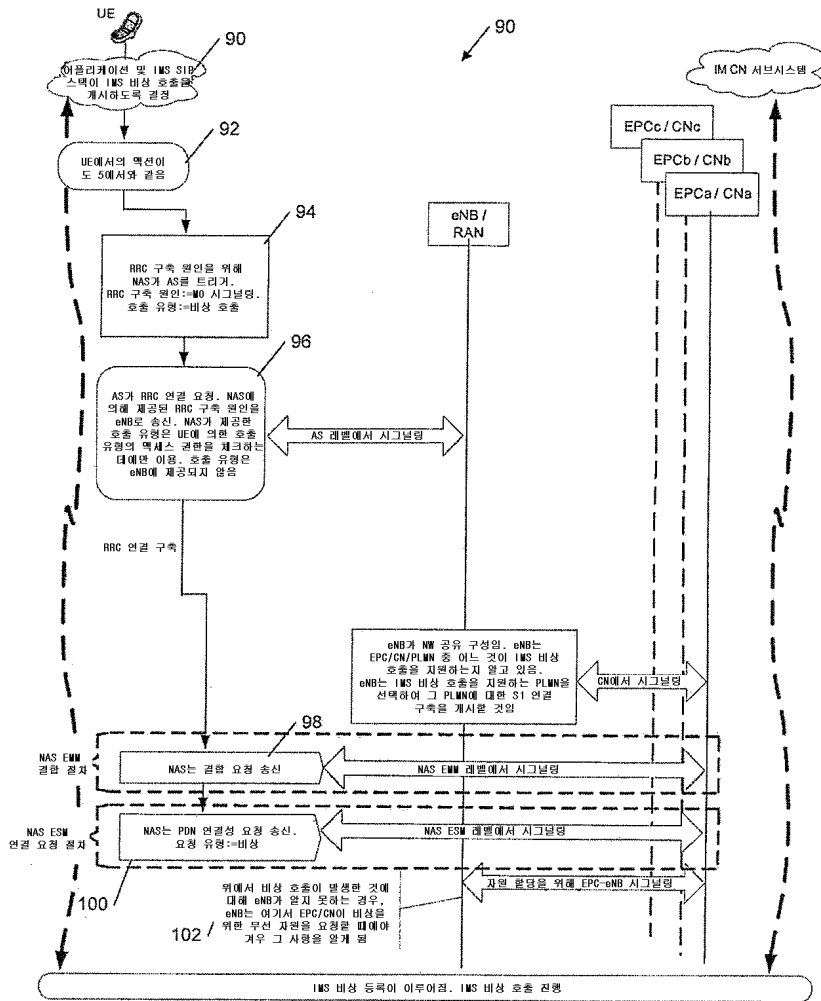 UE
90
90
어플리케이션 및 IMS SIP
스택이 IMS 비상 호출을
개시하도록 결정
IM CN 서브시스템
92
UE에서의 액션이
도 5에서와 같음
EPCc / CNc
EPCb / CNb
EPCa / CNa
eNB /
RAN
94
RRC 구축 원인을 위해
NAS가 AS를 트리거.
RRC 구축 원인:=MO 시그널링.
호출 유형:=비상 호출
96
AS가 RRC 연결 요청. NAS에
의해 제공된 RRC 구축 원인을
eNB로 송신. NAS가 제공한
호출 유형은 UE에 의한 호출
유형의 액세스 권한을 체크하는
데에만 이용. 호출 유형은
eNB에 제공되지 않음
AS 레벨에서 시그널링
RRC 연결 구축
eNB가 NW 공유 구성임. eNB는
EPC/CN/PLMN 중 어느 것이 IMS 비상
호출을 지원하는지 알고 있음.
eNB는 IMS 비상 호출을 지원하는 PLMN을
선택하여 그 PLMN에 대한 S1 연결
구축을 개시할 것임
CN에서 시그널링
98
NAS EMM
결합 절차
NAS는 결합 요청 송신
NAS EMM 레벨에서 시그널링
NAS ESM
연결 요청 절차
NAS는 PDN 연결성 요청 송신.
요청 유형:=비상
NAS ESM 레벨에서 시그널링
100
자원 할당을 위해 EPC-eNB 시그널링
위에서 비상 호출이 발생한 것에
대해 eNB가 알지 못하는 경우,
eNB는 여기서 EPC/CN이 비상을
위한 무선 자원을 요청할 때에야
겨우 그 사항을 알게 됨
102
IMS 비상 등록이 이루어짐. IMS 비상 호출 진행